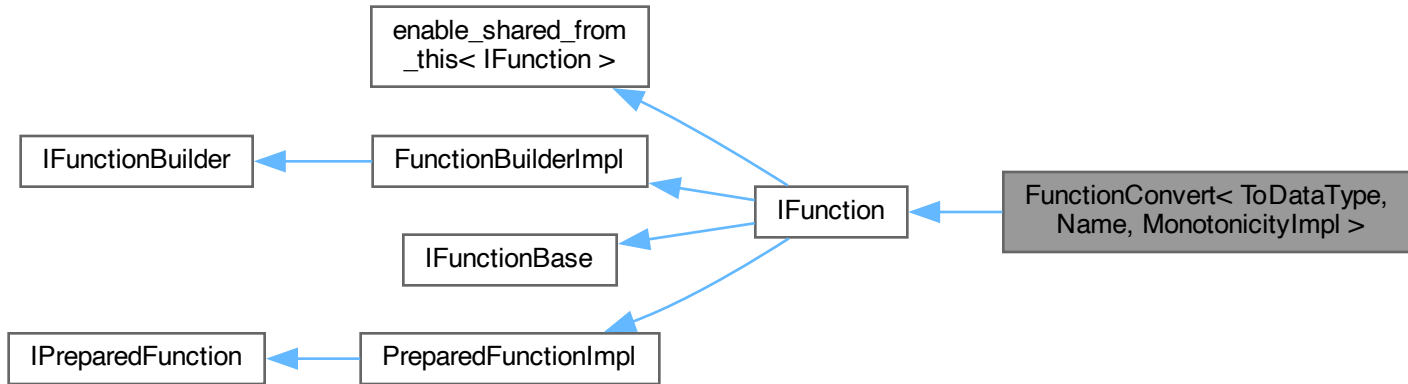 enable_shared_from
_this< IFunction >
IFunctionBuilder
FunctionBuilderImpl
IFunction
FunctionConvert< ToDataType,
Name, MonotonicityImpl >
IFunctionBase
IPreparedFunction
PreparedFunctionImpl